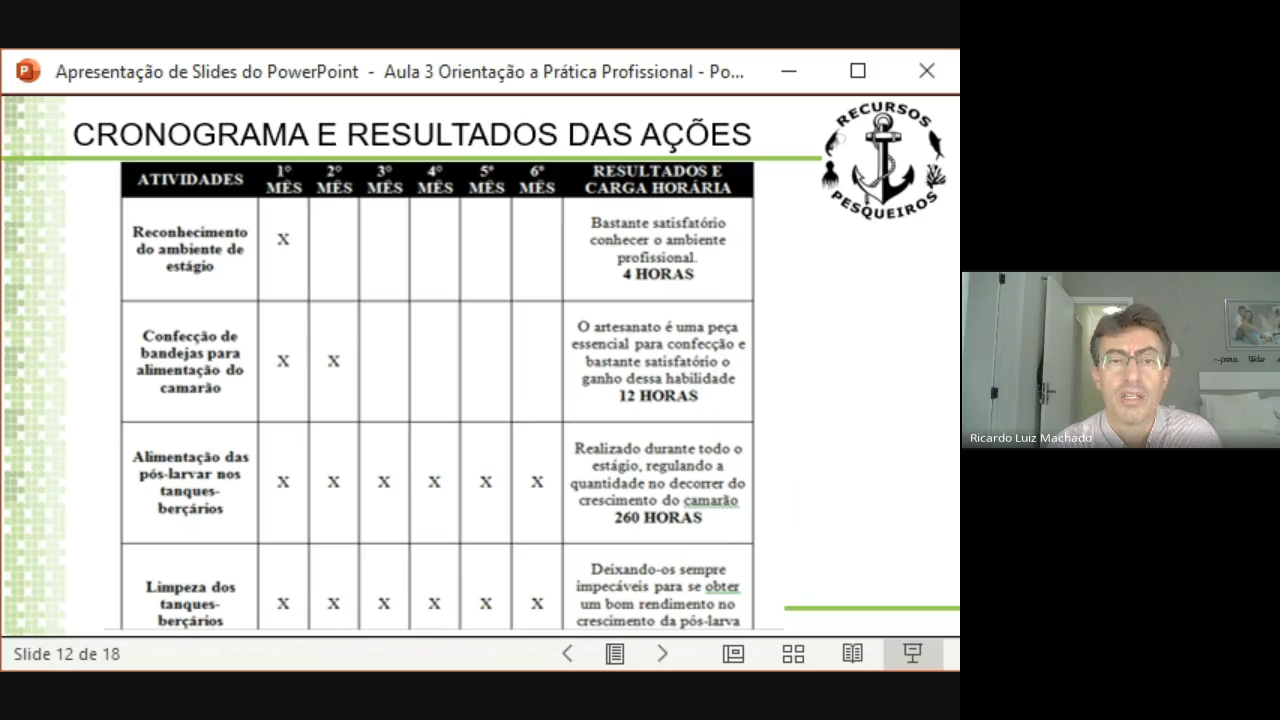 Apresentação de Slides do PowerPoint - Aula 3 Orientação a Prática Profissional - Po...
CRONOGRAMA E RESULTADOS DAS AÇÕES
RECURSOS
PESQUEIROS
ATIVIDADES
1º
MÊS
2º
MÊS
3º
MÊS
4º
MÊS
5º
MÊS
6º
MÊS
RESULTADOS E
CARGA HORÁRIA
Reconhecimento
do ambiente de
estágio
X
Bastante satisfatório
conhecer o ambiente
profissional.
4 HORAS
Confecção de
bandejas para
alimentação do
camarão
X X
O artesanato é uma peça
essencial para confecção e
bastante satisfatório o
ganho dessa habilidade
12 HORAS
Alimentação das
pós-larvar nos
tanques-
berçários
X X X X X X
Realizado durante todo o
estágio, regulando a
quantidade no decorrer do
crescimento do camarão
260 HORAS
Limpeza dos
tanques-
berçários
X X X X X X
Deixando-os sempre
impecáveis para se obter
um bom rendimento no
crescimento da pós-larva
Slide 12 de 18
para todo
Ricardo Luiz Machado